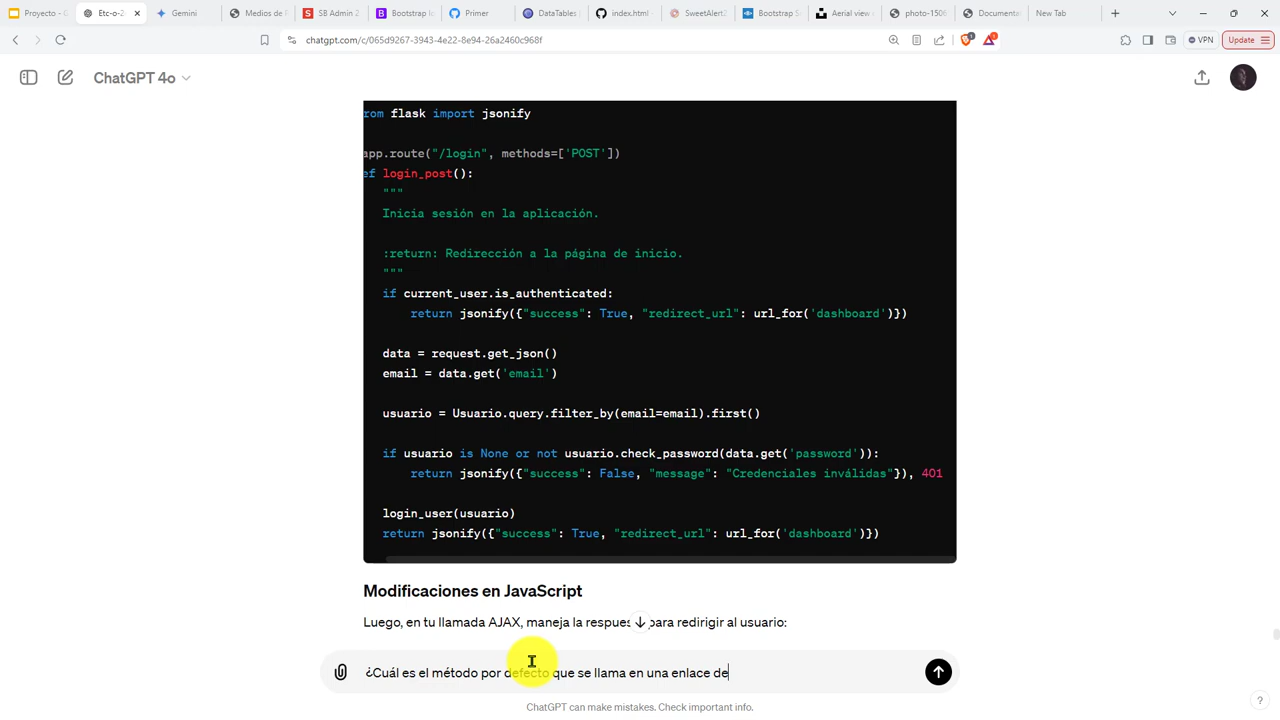 Proyecto – G
Etc-o-2
Gemini
Medios de P
SB Admin 2
Bootstrap Ic
Primer
DataTables |
index.html -
SweetAlert2
Bootstrap Se
Aerial view o
photo-1506
Documenta
New Tab
chatgpt.com/c/065d9267-3943-4e22-8e94-26a2460c968f
VPN
Update
ChatGPT 4o
rom flask import jsonify
app.route("/login", methods=['POST'])
ef login_post():
"""
Inicia sesión en la aplicación.
:return: Redirección a la página de inicio.
"""
if current_user.is_authenticated:
return jsonify({"success": True, "redirect_url": url_for('dashboard')})
data = request.get_json()
email = data.get('email')
usuario = Usuario.query.filter_by(email=email).first()
if usuario is None or not usuario.check_password(data.get('password')):
return jsonify({"success": False, "message": "Credenciales inválidas"}), 401
login_user(usuario)
return jsonify({"success": True, "redirect_url": url_for('dashboard')})
Modificaciones en JavaScript
Luego, en tu llamada AJAX, maneja la respues para redirigir al usuario:
¿Cuál es el método por defecto que se llama en una enlace de
ChatGPT can make mistakes. Check important info.
?